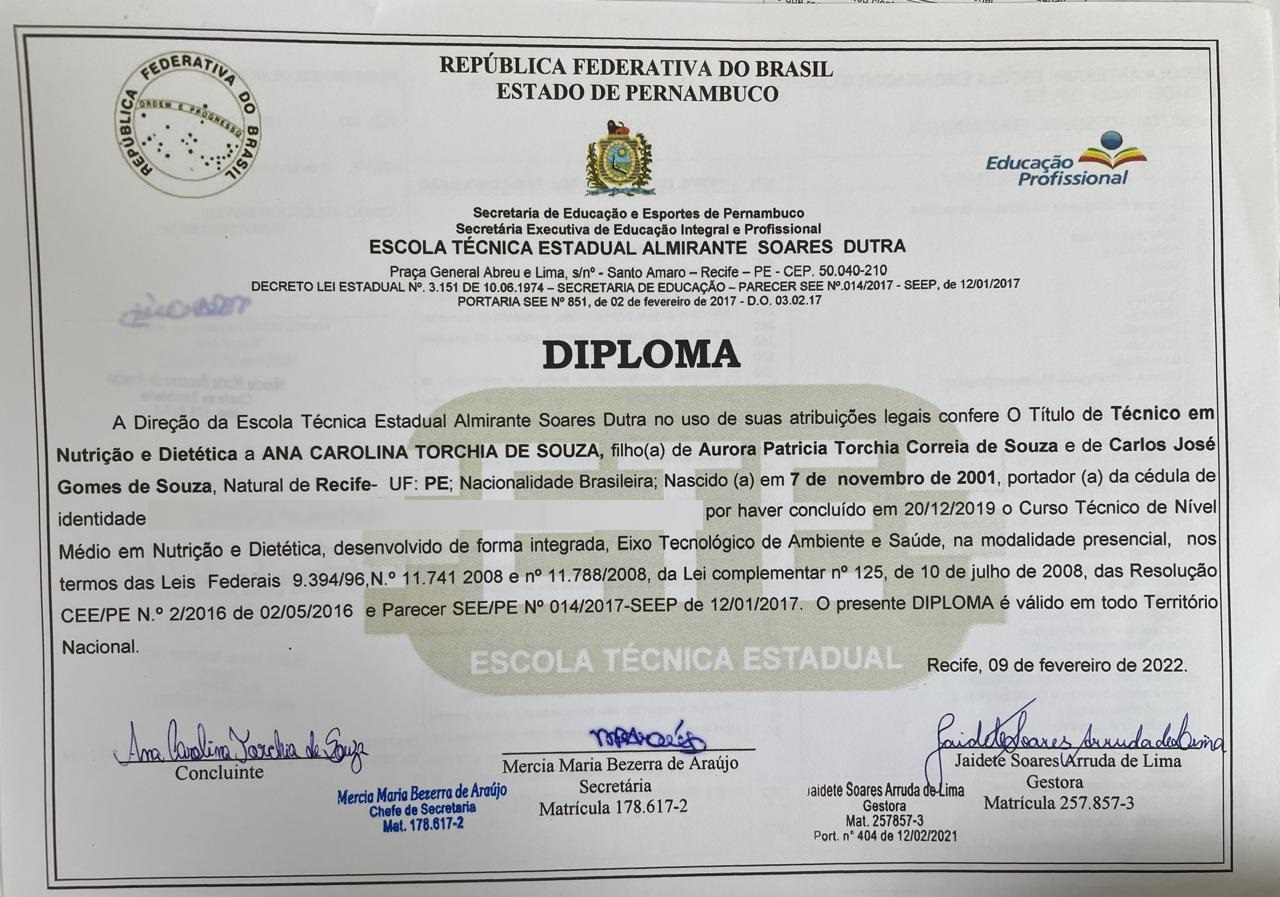 REPÚBLICA FEDERATIVA DO BRASIL
ORDEM E PROGRESSO
REPÚBLICA FEDERATIVA DO BRASIL
ESTADO DE PERNAMBUCO
Educação
Profissional
Secretaria de Educação e Esportes de Pernambuco
Secretária Executiva de Educação Integral e Profissional
ESCOLA TÉCNICA ESTADUAL ALMIRANTE SOARES DUTRA
Praça General Abreu e Lima, s/nº - Santo Amaro – Recife – PE - CEP. 50.040-210
DECRETO LEI ESTADUAL Nº. 3.151 DE 10.06.1974 – SECRETARIA DE EDUCAÇÃO – PARECER SEE Nº.014/2017 - SEEP, de 12/01/2017
PORTARIA SEE Nº 851, de 02 de fevereiro de 2017 - D.O. 03.02.17
DIPLOMA
A Direção da Escola Técnica Estadual Almirante Soares Dutra no uso de suas atribuições legais confere O Título de Técnico em
Nutrição e Dietética a ANA CAROLINA TORCHIA DE SOUZA, filho(a) de Aurora Patricia Torchia Correia de Souza e de Carlos José
Gomes de Souza, Natural de Recife- UF: PE; Nacionalidade Brasileira; Nascido (a) em 7 de novembro de 2001, portador (a) da cédula de
identidade por haver concluído em 20/12/2019 o Curso Técnico de Nível
Médio em Nutrição e Dietética, desenvolvido de forma integrada, Eixo Tecnológico de Ambiente e Saúde, na modalidade presencial, nos
termos das Leis Federais 9.394/96,N.º 11.741 2008 e nº 11.788/2008, da Lei complementar nº 125, de 10 de julho de 2008, das Resolução
CEE/PE N.º 2/2016 de 02/05/2016 e Parecer SEE/PE Nº 014/2017-SEEP de 12/01/2017. O presente DIPLOMA é válido em todo Território
Nacional.
ETE
ESCOLA TÉCNICA ESTADUAL
Recife, 09 de fevereiro de 2022.
Ana Carolina Torchia de Souza
Concluinte
Mercia Maria Bezerra de Araújo
Secretária
Matrícula 178.617-2
Jaidete Soares Arruda de Lima
Jaidete Soares Arruda de Lima
Gestora
Matrícula 257.857-3
Mercia Maria Bezerra de Araújo
Chefe de Secretaria
Mat. 178.617-2
Jaidete Soares Arruda de Lima
Gestora
Mat. 257857-3
Port. n° 404 de 12/02/2021